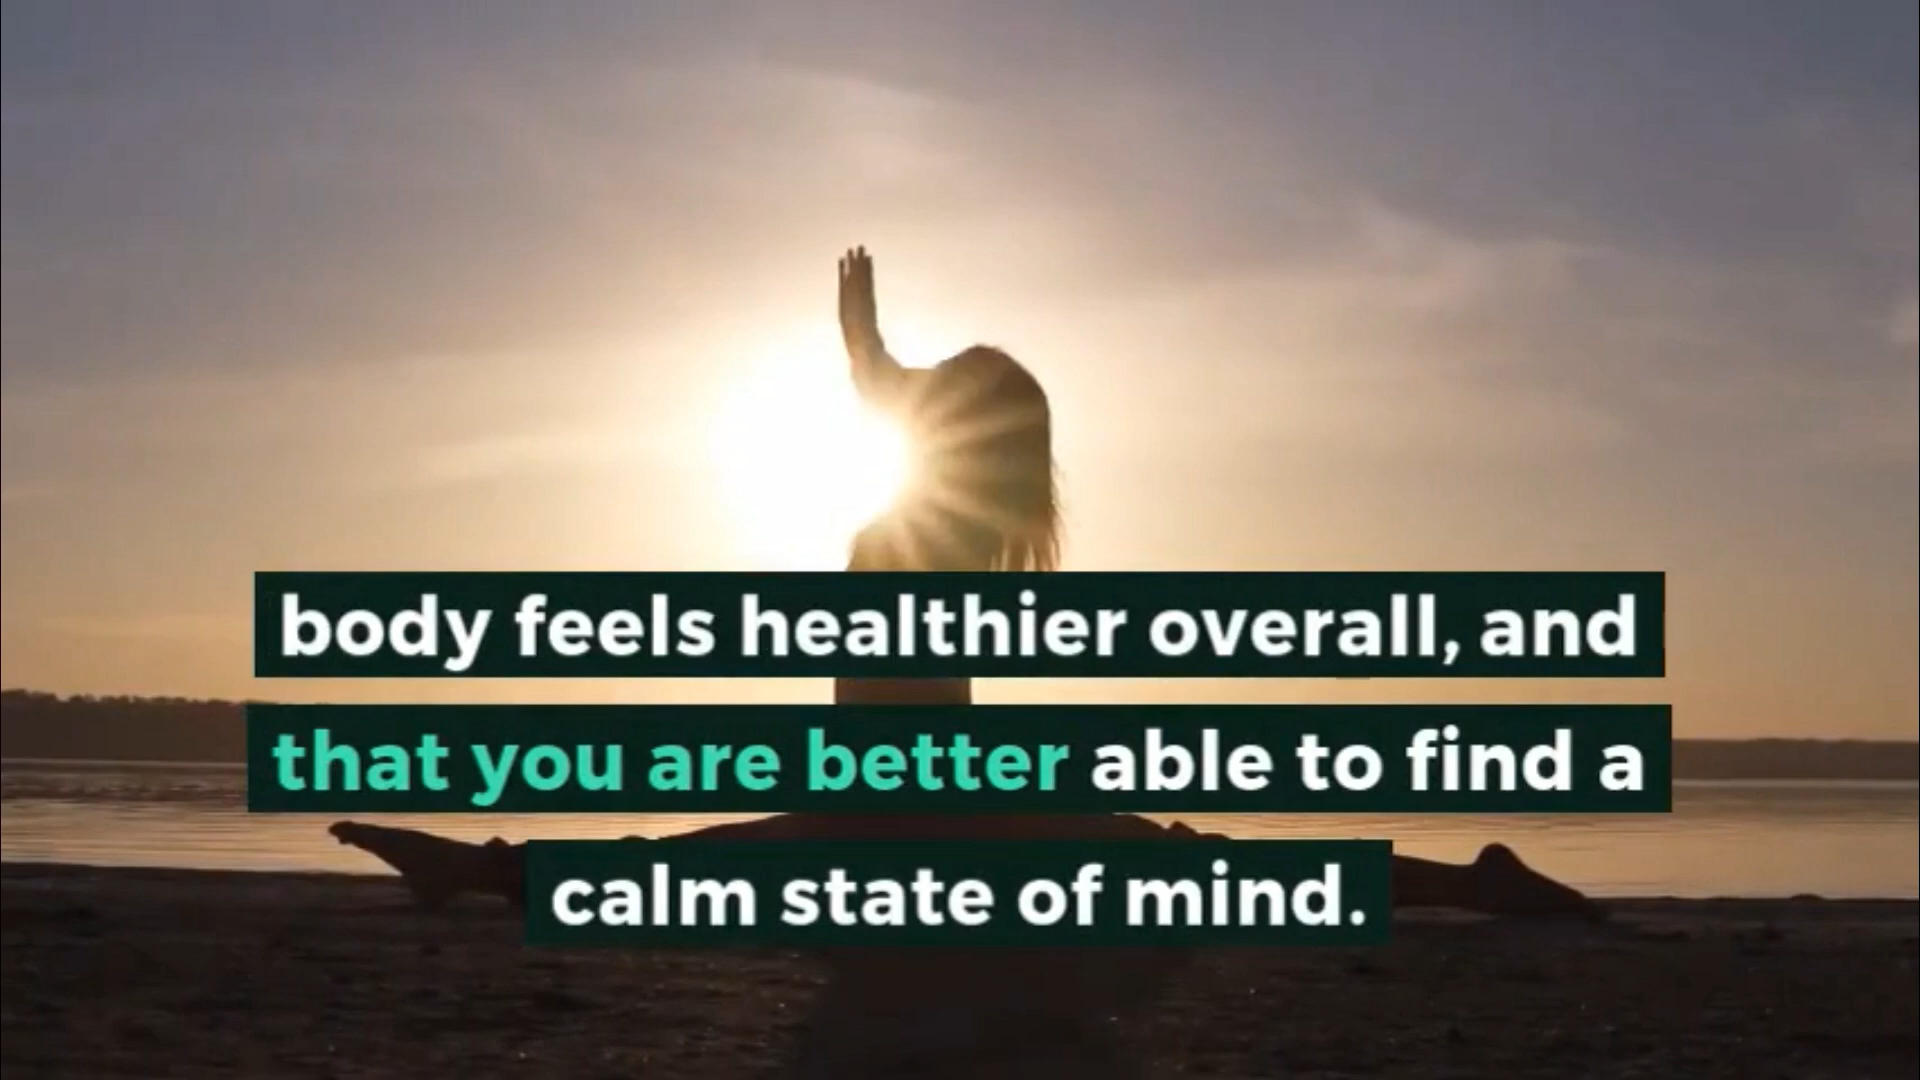 body feels healthier overall, and
that you are better able to find a
calm state of mind.